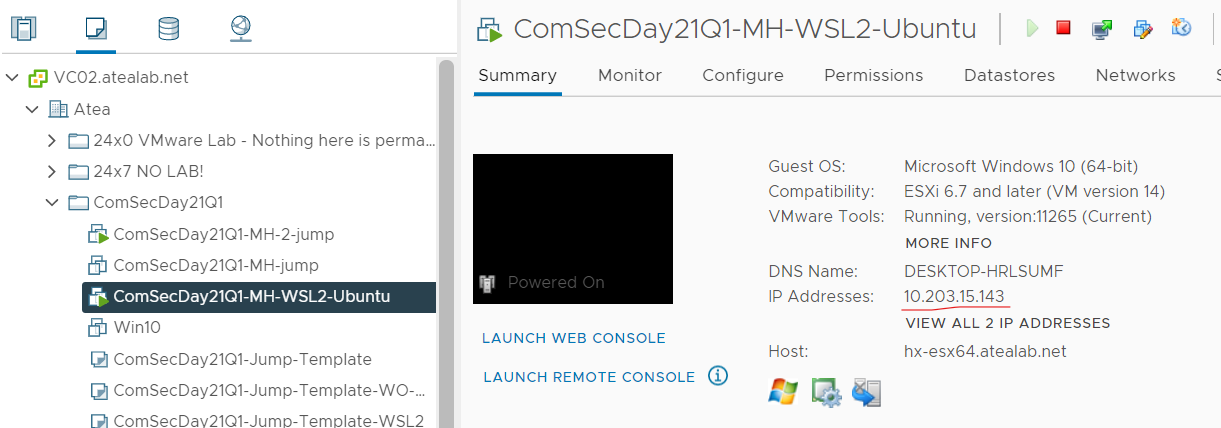 VC02.atealab.net
Atea
24x0 VMware Lab - Nothing here is perma...
24x7 NO LAB!
ComSecDay21Q1
ComSecDay21Q1-MH-2-jump
ComSecDay21Q1-MH-jump
ComSecDay21Q1-MH-WSL2-Ubuntu
Win10
ComSecDay21Q1-Jump-Template
ComSecDay21Q1-Jump-Template-WO-...
ComSecDay21Q1-Jump-Template-WSL2
ComSecDay21Q1-MH-WSL2-Ubuntu
Summary Monitor Configure Permissions Datastores Networks
Powered On
LAUNCH WEB CONSOLE
LAUNCH REMOTE CONSOLE
Guest OS: Microsoft Windows 10 (64-bit)
Compatibility: ESXi 6.7 and later (VM version 14)
VMware Tools: Running, version:11265 (Current)
MORE INFO
DNS Name: DESKTOP-HRLSUMF
IP Addresses: 10.203.15.143
VIEW ALL 2 IP ADDRESSES
Host: hx-esx64.atealab.net